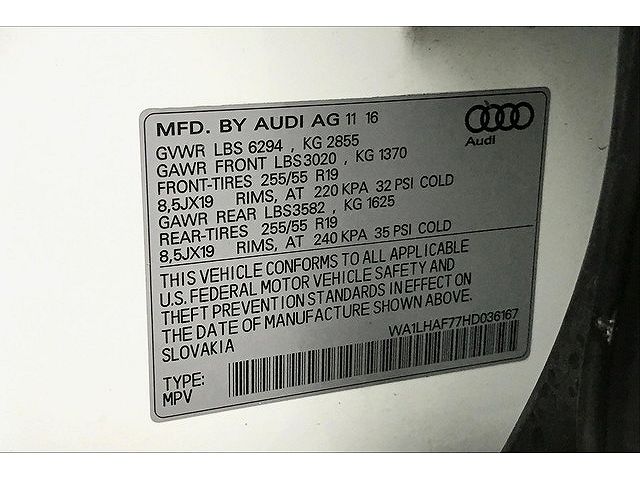 MFD. BY AUDI AG 11 16
GVWR LBS 6294 , KG 2855
GAWR FRONT LBS3020 , KG 1370
FRONT-TIRES 255/55 R19
8,5JX19 RIMS, AT 220 KPA 32 PSI COLD
GAWR REAR LBS3582 , KG 1625
REAR-TIRES 255/55 R19
8,5JX19 RIMS, AT 240 KPA 35 PSI COLD
Audi
THIS VEHICLE CONFORMS TO ALL APPLICABLE
U.S. FEDERAL MOTOR VEHICLE SAFETY AND
THEFT PREVENTION STANDARDS IN EFFECT ON
THE DATE OF MANUFACTURE SHOWN ABOVE.
SLOVAKIA
WA1LHAF77HD036167
TYPE:
MPV